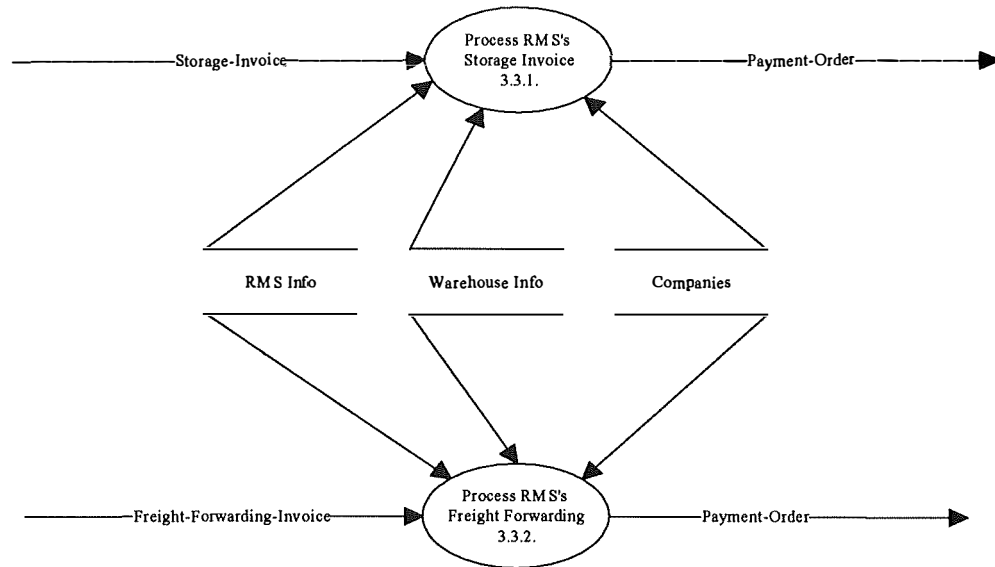 Process RMS's
Storage Invoice
3.3.1.
Storage-Invoice
Payment-Order
RMS Info
Warehouse Info
Companies
Process RMS's
Freight Forwarding
3.3.2.
Freight-Forwarding-Invoice
Payment-Order